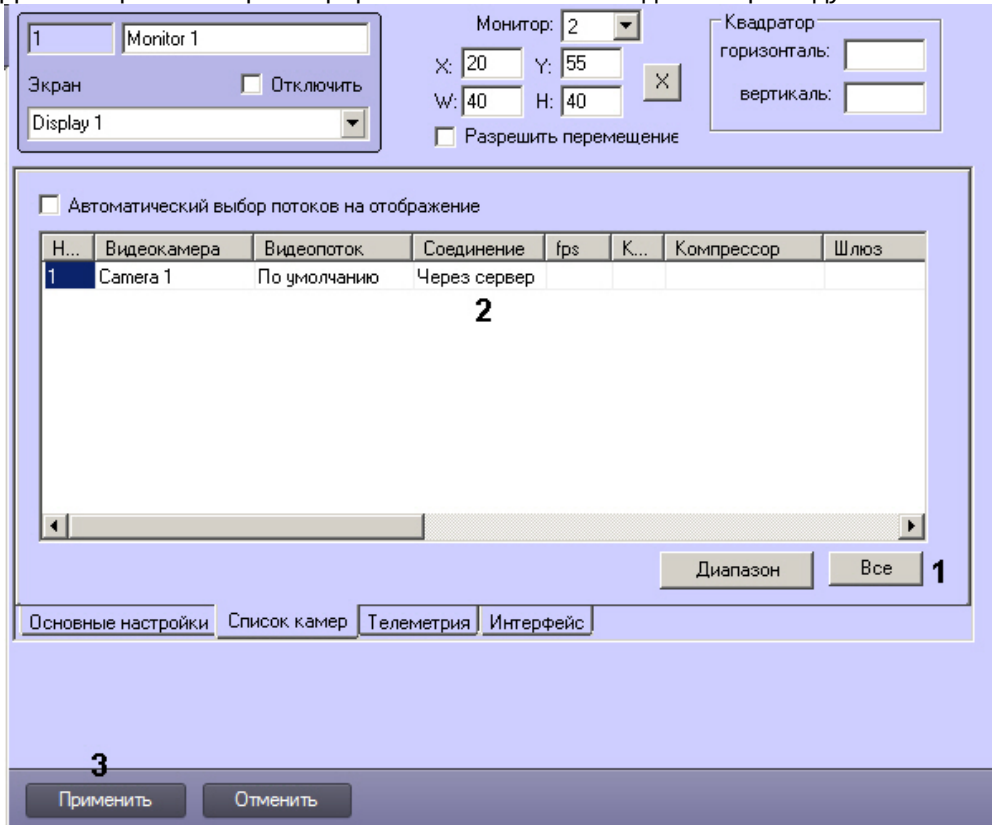 1 Monitor 1
Экран Отключить
Display 1
Монитор: 2
X: 20 Y: 55
W: 40 H: 40 X
Разрешить перемещение
Квадратор
горизонталь:
вертикаль:
Автоматический выбор потоков на отображение
Н... Видеокамера Видеопоток Соединение fps К... Компрессор Шлюз
1 Camera 1 По умолчанию Через сервер
2
Диапазон Все 1
Основные настройки Список камер Телеметрия Интерфейс
3
Применить Отменить